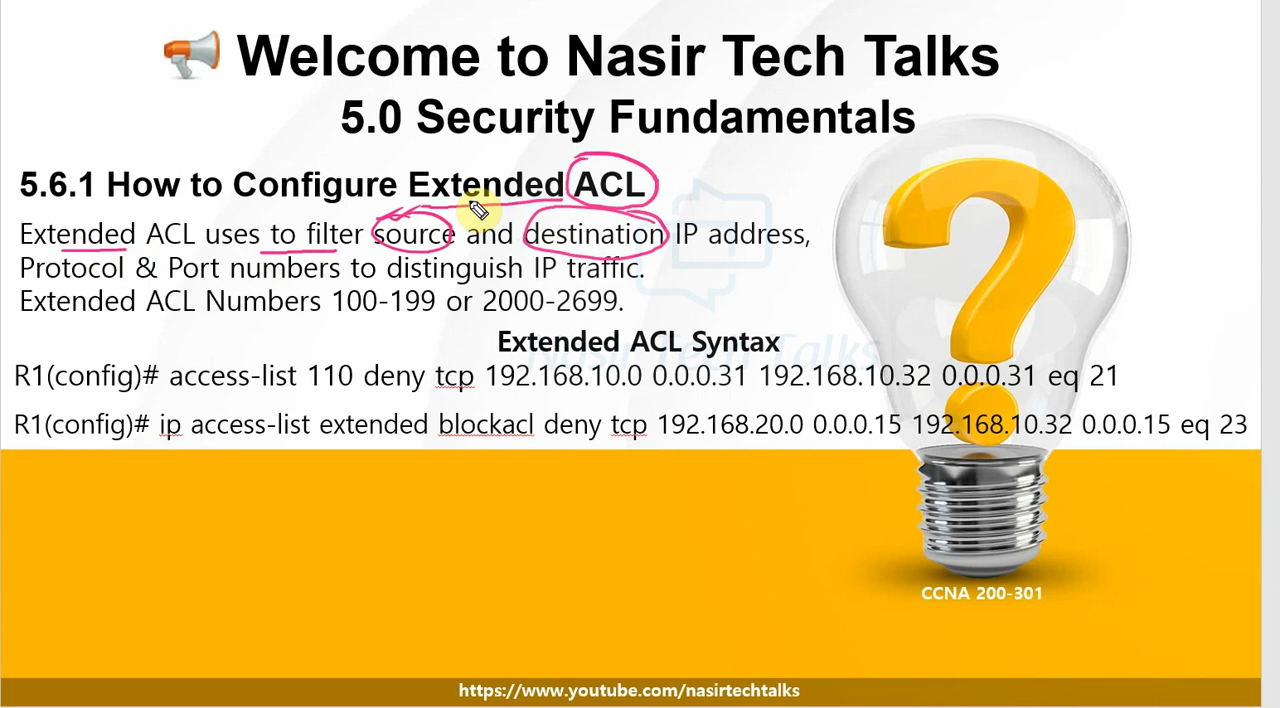 Welcome to Nasir Tech Talks
5.0 Security Fundamentals
5.6.1 How to Configure Extended ACL
Extended ACL uses to filter source and destination IP address,
Protocol & Port numbers to distinguish IP traffic.
Extended ACL Numbers 100-199 or 2000-2699.
Nasir Tech Talks
Extended ACL Syntax
R1(config)# access-list 110 deny tcp 192.168.10.0 0.0.0.31 192.168.10.32 0.0.0.31 eq 21
R1(config)# ip access-list extended blockacl deny tcp 192.168.20.0 0.0.0.15 192.168.10.32 0.0.0.15 eq 23
CCNA 200-301
https://www.youtube.com/nasirtechtalks